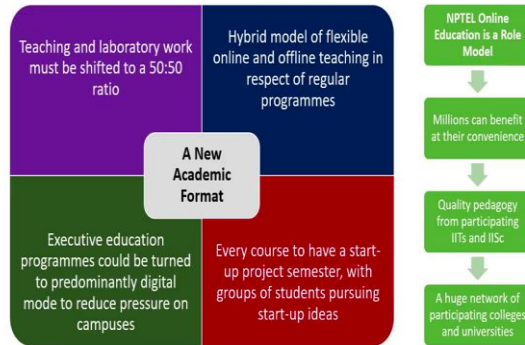 Teaching and laboratory work
must be shifted to a 50:50
ratio
Hybrid model of flexible
online and offline teaching in
respect of regular
programmes
A New
Academic
Format
Executive education
programmes could be turned
to predominantly digital
mode to reduce pressure on
campuses
Every course to have a start-
up project semester, with
groups of students pursuing
start-up ideas
NPTEL Online
Education is a Role
Model
Millions can benefit
at their convenience
Quality pedagogy
from participating
IITs and IISc
A huge network of
participating colleges
and universities